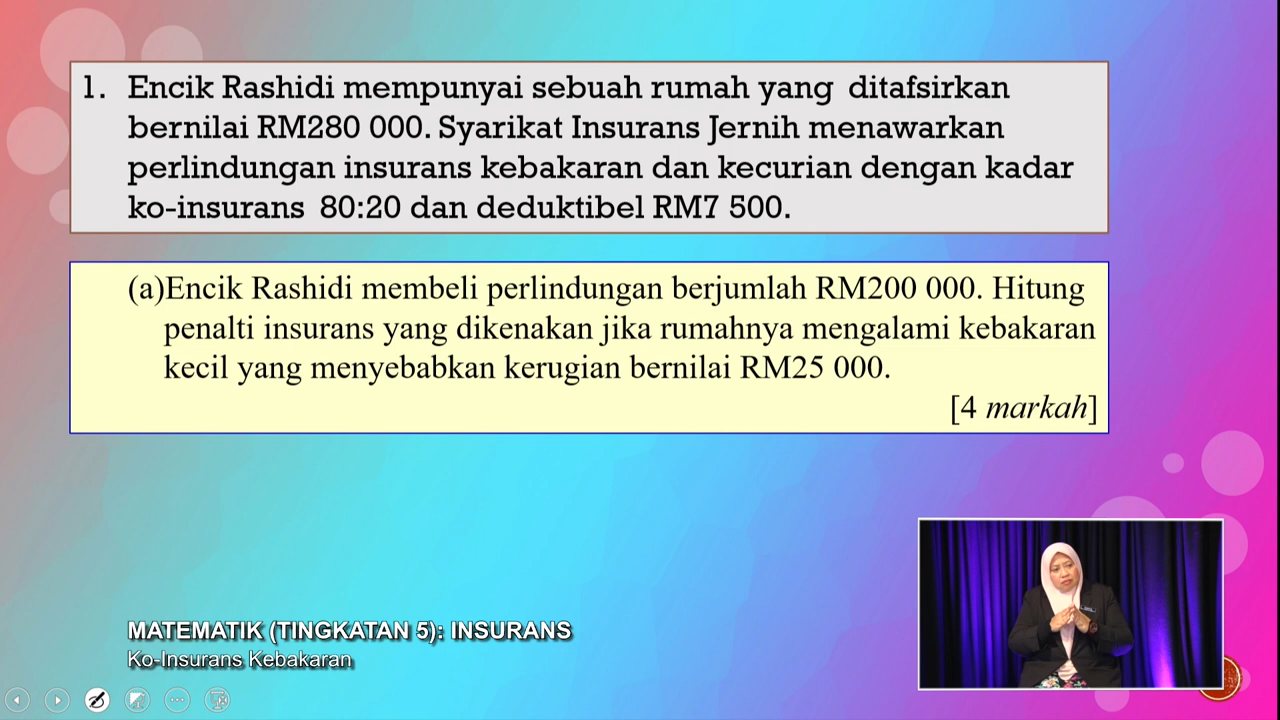 1. Encik Rashidi mempunyai sebuah rumah yang ditafsirkan
bernilai RM280 000. Syarikat Insurans Jernih menawarkan
perlindungan insurans kebakaran dan kecurian dengan kadar
ko-insurans 80:20 dan deduktibel RM7 500.
(a)Encik Rashidi membeli perlindungan berjumlah RM200 000. Hitung
penalti insurans yang dikenakan jika rumahnya mengalami kebakaran
kecil yang menyebabkan kerugian bernilai RM25 000.
[4 markah]
MATEMATIK (TINGKATAN 5): INSURANS
Ko-Insurans Kebakaran